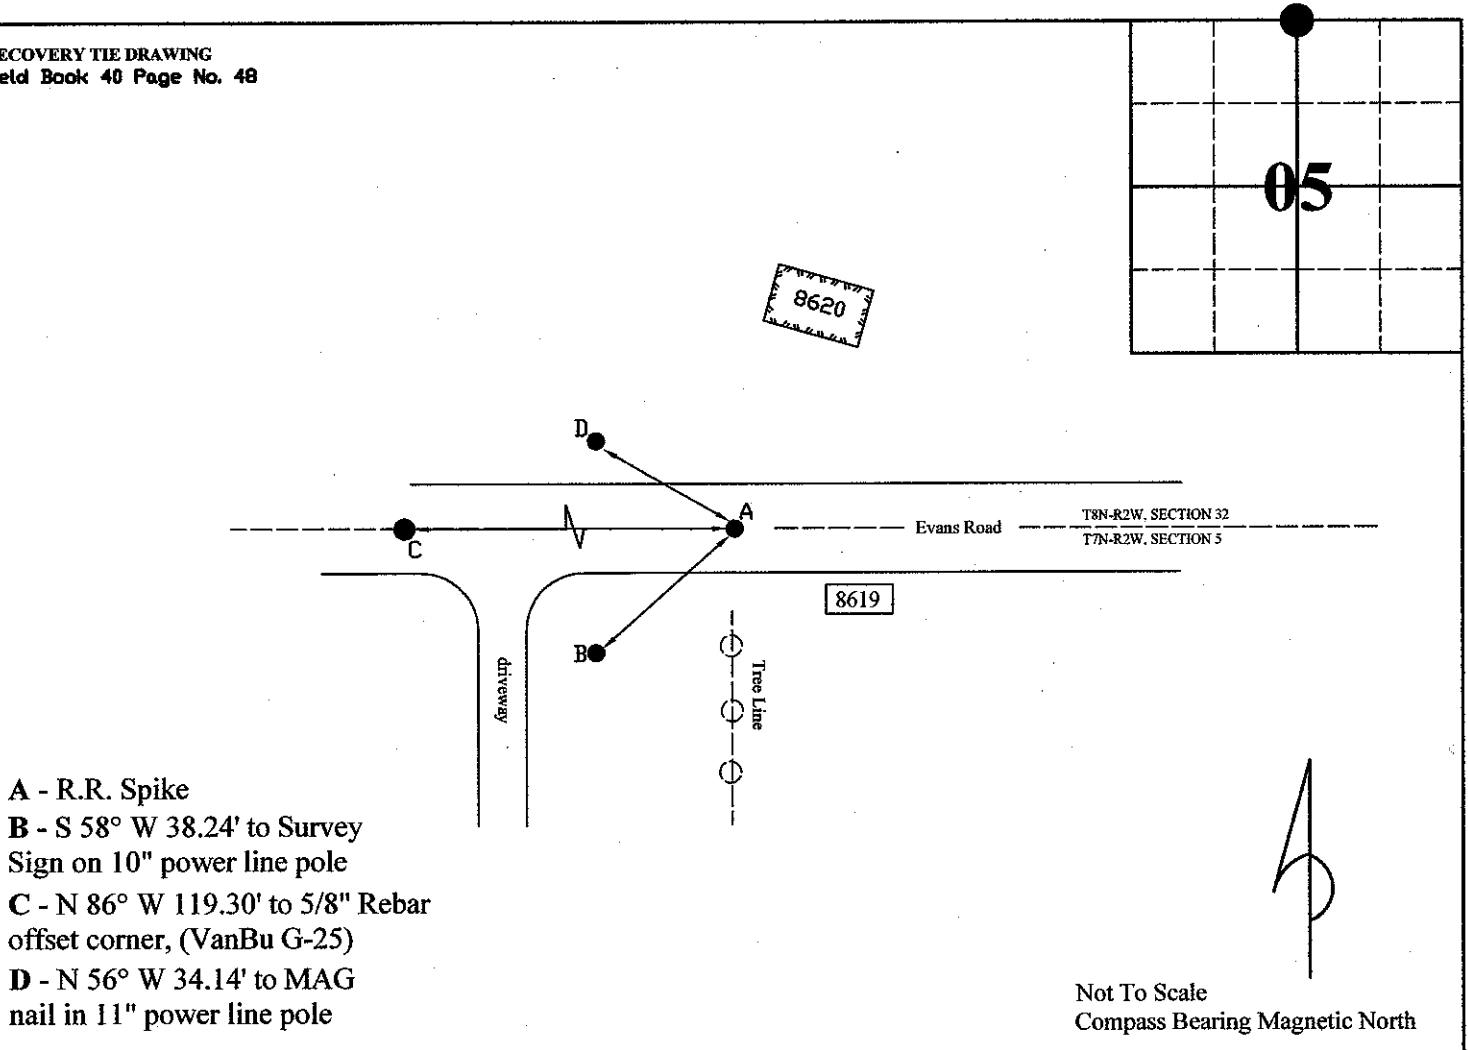 ECOVERY TIE DRAWING
eld Book 40 Page No. 48
05
8620
D
A
C
Evans Road
T8N-R2W, SECTION 32
T7N-R2W, SECTION 5
8619
B
driveway
Tree Line
A - R.R. Spike
B - S 58° W 38.24' to Survey
Sign on 10" power line pole
C - N 86° W 119.30' to 5/8" Rebar
offset corner, (VanBu G-25)
D - N 56° W 34.14' to MAG
nail in 11" power line pole
Not To Scale
Compass Bearing Magnetic North